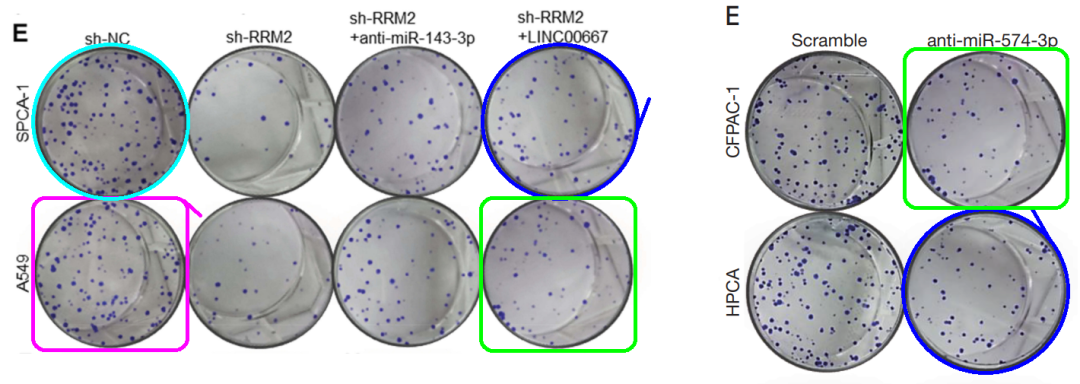 E
sh-NC
sh-RRM2
sh-RRM2
+anti-miR-143-3p
sh-RRM2
+LINC00667
SPCA-1
A549
E
Scramble
anti-miR-574-3p
CFPAC-1
HPCA